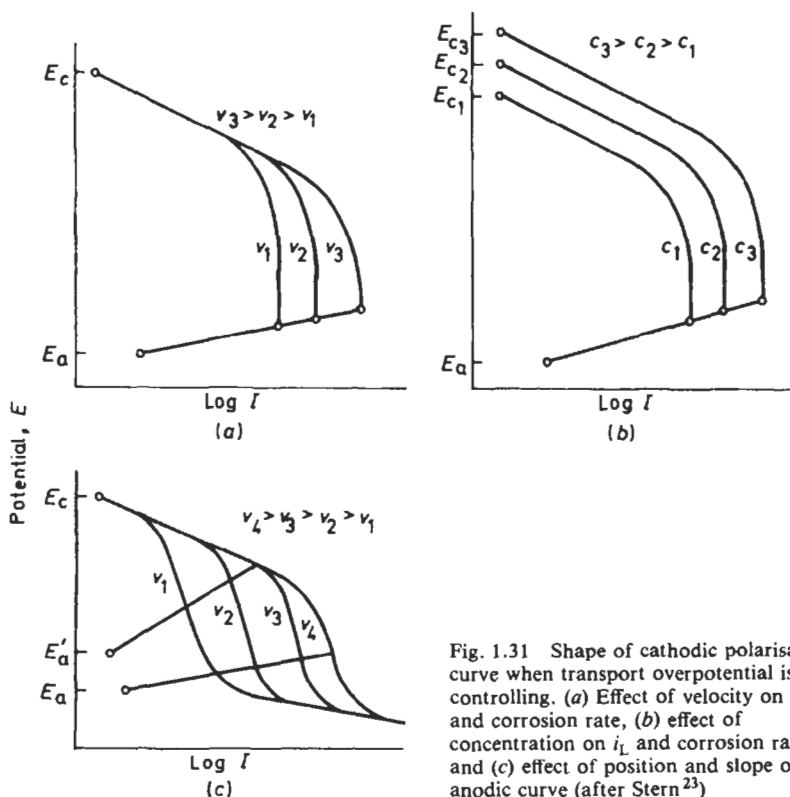 E_c
v_3 > v_2 > v_1
v_1 v_2 v_3
E_a
Log I
(a)
E_c3
E_c2
E_c1
c_3 > c_2 > c_1
c_1 c_2 c_3
E_a
Log I
(b)
Potential, E
E_c
v_4 > v_3 > v_2 > v_1
v_1
v_2 v_3 v_4
E_a'
E_a
Log I
(c)
Fig. 1.31 Shape of cathodic polarisa
curve when transport overpotential is
controlling. (a) Effect of velocity on
and corrosion rate, (b) effect of
concentration on i_L and corrosion ra
and (c) effect of position and slope o
anodic curve (after Stern^23)